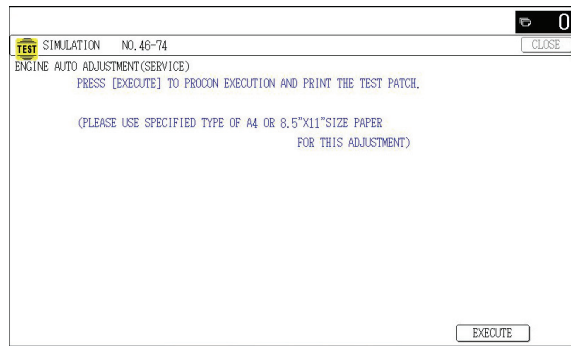 0
TEST SIMULATION NO.46-74 CLOSE
ENGINE AUTO ADJUSTMENT(SERVICE)
PRESS [EXECUTE] TO PROCON EXECUTION AND PRINT THE TEST PATCH.
(PLEASE USE SPECIFIED TYPE OF A4 OR 8.5"X11"SIZE PAPER
FOR THIS ADJUSTMENT)
EXECUTE